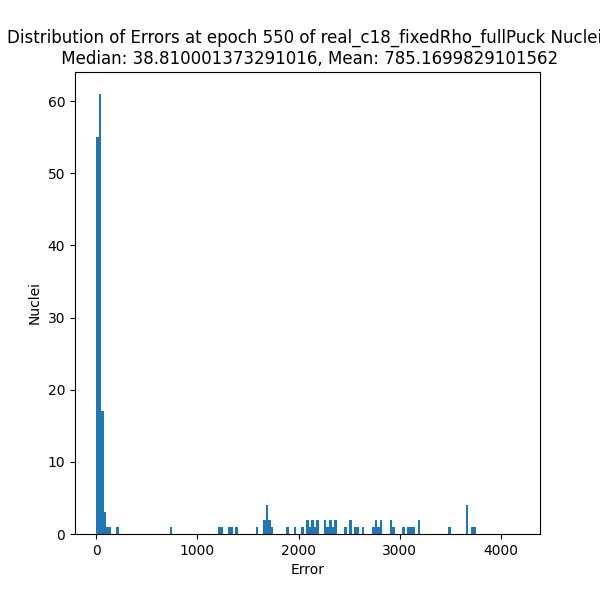 Distribution of Errors at epoch 550 of real_c18_fixedRho_fullPuck Nuclei
Median: 38.810001373291016, Mean: 785.1699829101562
60
50
40
30
20
10
0
Nuclei
0 1000 2000 3000 4000
Error